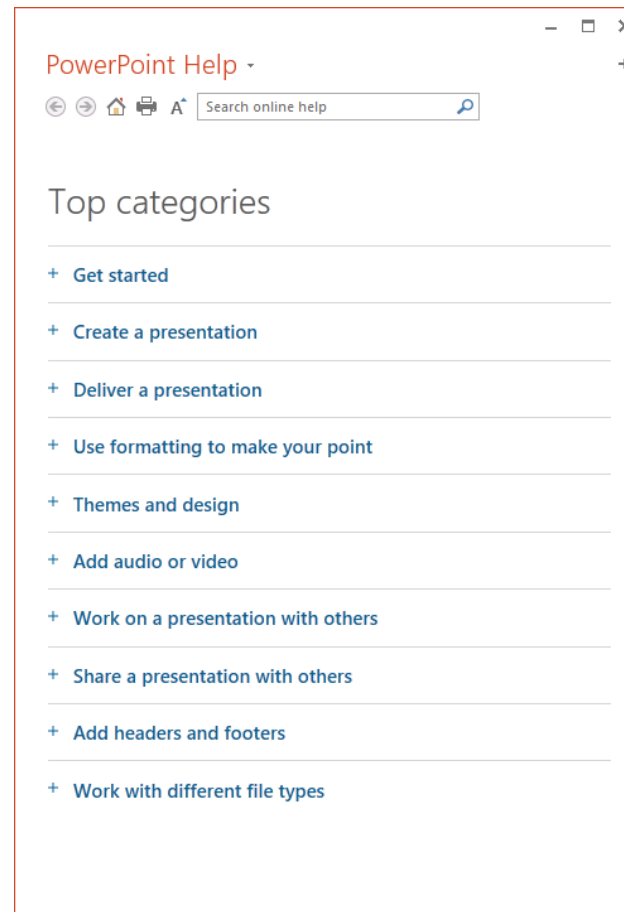 PowerPoint Help
A
Search online help
Top categories
+ Get started
+ Create a presentation
+ Deliver a presentation
+ Use formatting to make your point
+ Themes and design
+ Add audio or video
+ Work on a presentation with others
+ Share a presentation with others
+ Add headers and footers
+ Work with different file types